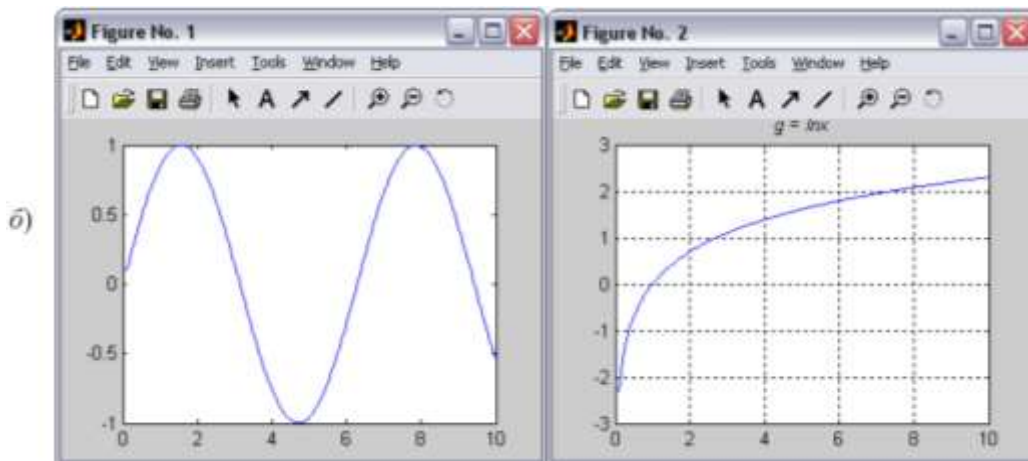 Figure No. 1
File Edit View Insert Tools Window Help
A
1
0.5
0
-0.5
-1
0 2 4 6 8 10
Figure No. 2
File Edit View Insert Tools Window Help
A
g = lnx
3
2
1
0
-1
-2
-3
0 2 4 6 8 10
б)